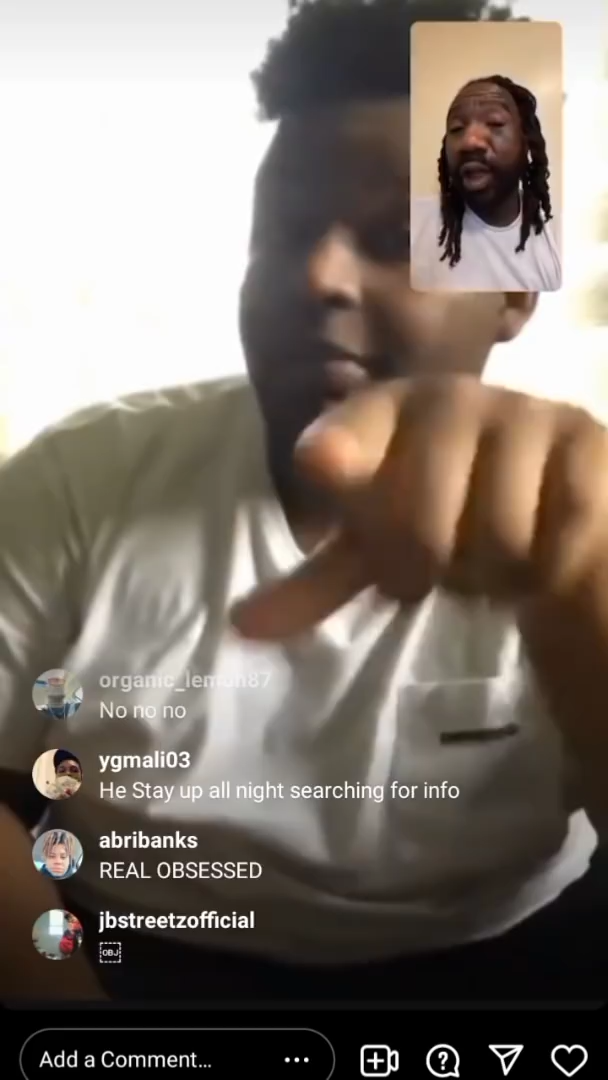 organic_lemon87
No no no
ygmali03
He Stay up all night searching for info
abribanks
REAL OBSESSED
jbstreetzofficial
OBJ
Add a Comment...